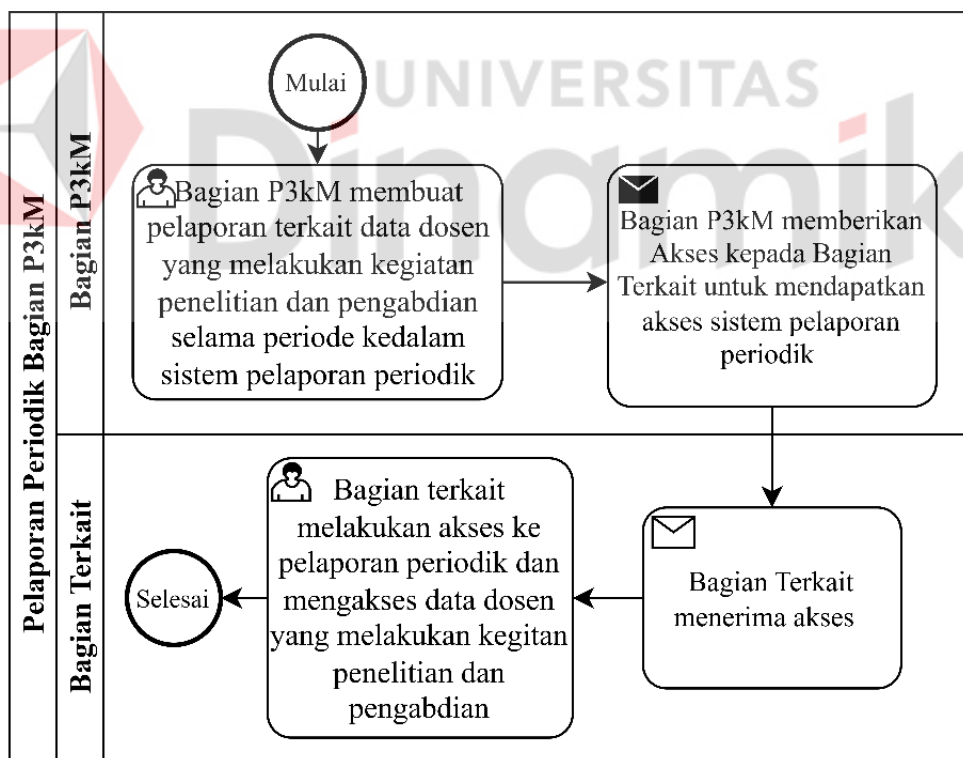 UNIVERSITAS
Dinamik
Pelaporan Periodik Bagian P3kM
Bagian P3kM
Mulai
Bagian P3kM membuat
pelaporan terkait data dosen
yang melakukan kegiatan
penelitian dan pengabdian
selama periode kedalam
sistem pelaporan periodik
Bagian P3kM memberikan
Akses kepada Bagian
Terkait untuk mendapatkan
akses sistem pelaporan
periodik
Bagian Terkait
Bagian Terkait
menerima akses
Bagian terkait
melakukan akses ke
pelaporan periodik dan
mengakses data dosen
yang melakukan kegitan
penelitian dan
pengabdian
Selesai